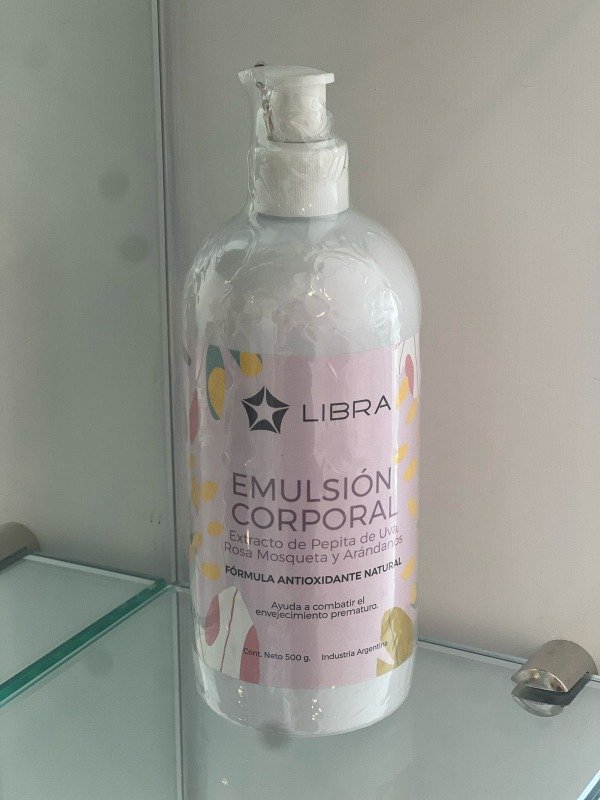 LIBRA
EMULSIÓN
CORPORAL
Extracto de Pepita de Uva,
Rosa Mosqueta y Arándanos
FÓRMULA ANTIOXIDANTE NATURAL
Ayuda a combatir el
envejecimiento prematuro.
Cont. Neto 500 g. Industria Argentina